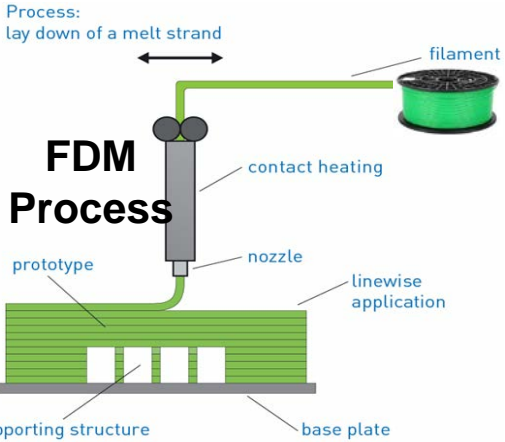 Process:
lay down of a melt strand
filament
FDM
Process
contact heating
nozzle
prototype
linewise
application
pporting structure
base plate